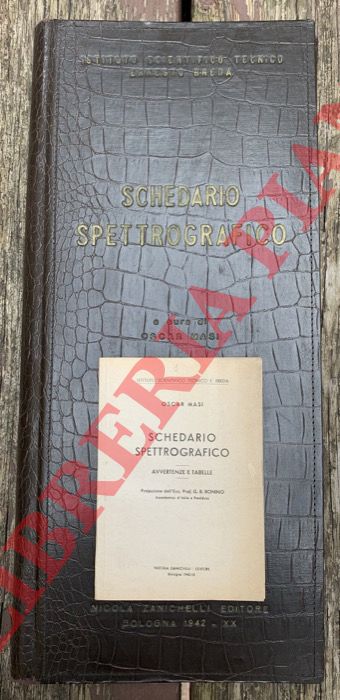 ISTITUTO SCIENTIFICO TECNICO
ERNESTO BREDA
SCHEDARIO
SPETTROGRAFICO
a cura di
OSCAR MASI
ISTITUTO SCIENTIFICO TECNICO E. BREDA
OSCAR MASI
SCHEDARIO
SPETTROGRAFICO
AVVERTENZE E TABELLE
Prefazione dell'Ecc. Prof. G. B. BONINO
Accademico d'Italia e Pontificio
NICOLA ZANICHELLI EDITORE
Bologna
NICOLA ZANICHELLI EDITORE
BOLOGNA 1942 - XX
LIBRERIA PIAN